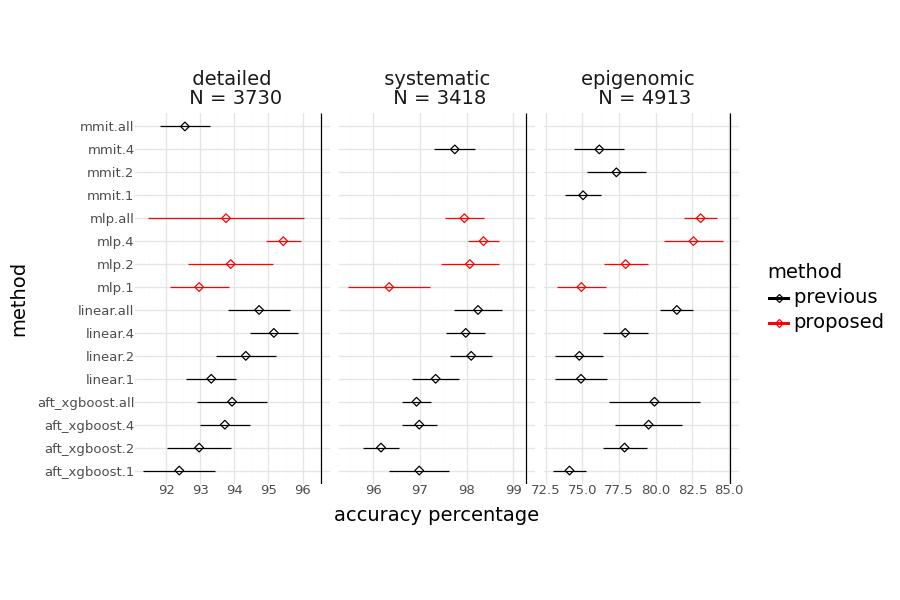 detailed
N = 3730
systematic
N = 3418
epigenomic
N = 4913
method
mmit.all
mmit.4
mmit.2
mmit.1
mlp.all
mlp.4
mlp.2
mlp.1
linear.all
linear.4
linear.2
linear.1
aft_xgboost.all
aft_xgboost.4
aft_xgboost.2
aft_xgboost.1
92 93 94 95 96
96 97 98 99
72.5 75.0 77.5 80.0 82.5 85.0
accuracy percentage
method
previous
proposed